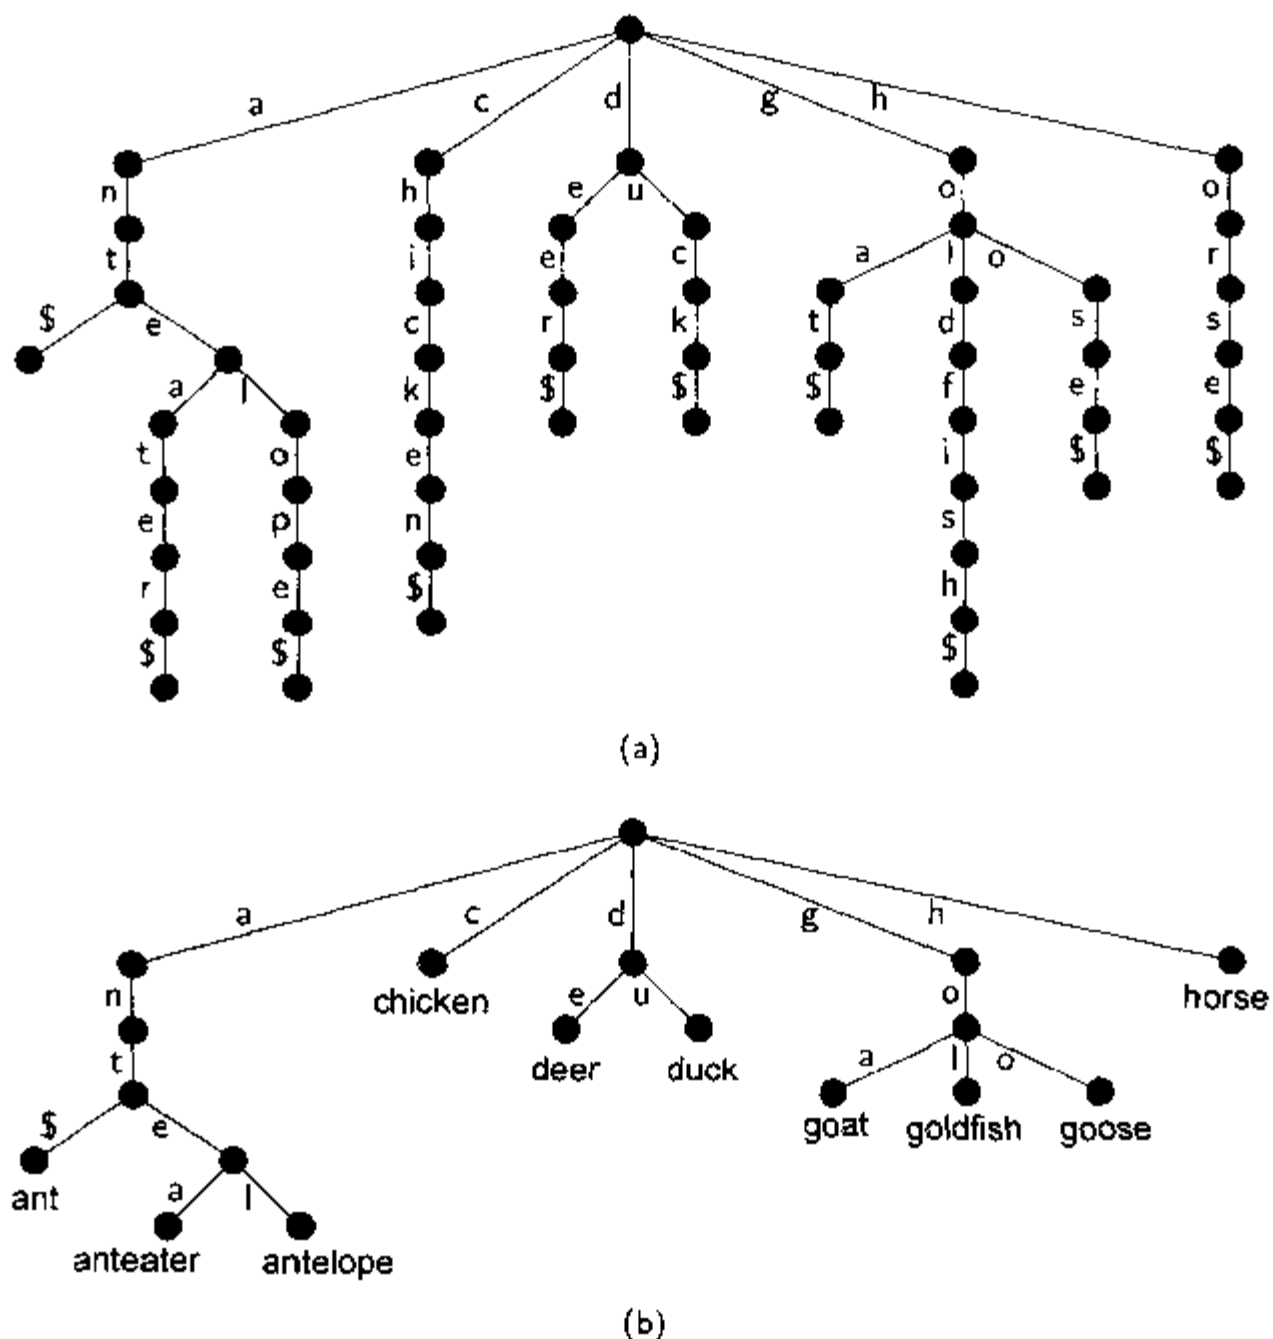 a c d g h
n h e u o o
t i e c a l o r
$ e c r k t d s s
a l k $ $ $ f e e
t o e i $ $
e p n s
r e $ h
$ $ $
(a)
a c d g h
n chicken e u o horse
t deer duck a l o
$ e goat goldfish goose
ant a l
anteater antelope
(b)